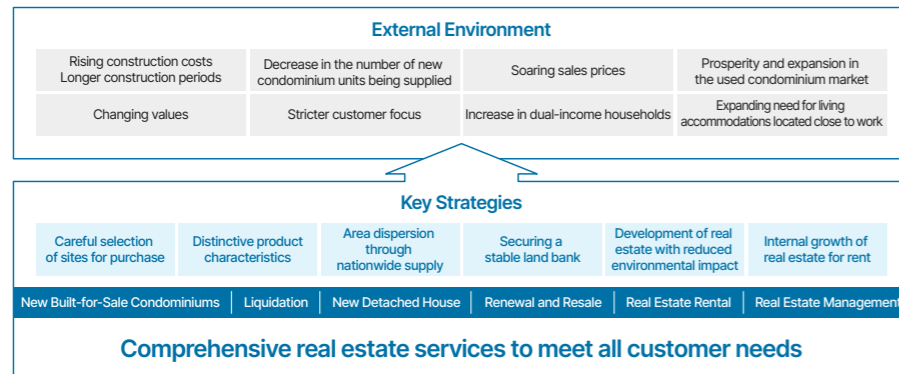 External Environment
Rising construction costs
Longer construction periods
Decrease in the number of new
condominium units being supplied
Soaring sales prices
Prosperity and expansion in
the used condominium market
Changing values
Stricter customer focus
Increase in dual-income households
Expanding need for living
accommodations located close to work
Key Strategies
Careful selection
of sites for purchase
Distinctive product
characteristics
Area dispersion
through
nationwide supply
Securing a
stable land bank
Development of real
estate with reduced
environmental impact
Internal growth of
real estate for rent
New Built-for-Sale Condominiums
Liquidation
New Detached House
Renewal and Resale
Real Estate Rental
Real Estate Management
Comprehensive real estate services to meet all customer needs